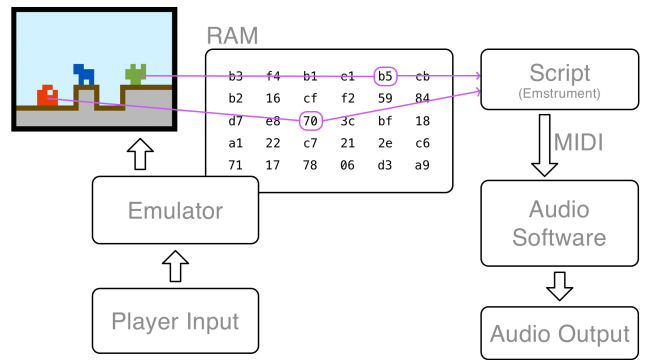 RAM
b3 f4 b1 e1 b5 cb
b2 16 cf f2 59 84
d7 e8 70 3c bf 18
a1 22 c7 21 2e c6
71 17 78 06 d3 a9
Script
(Emstrument)
MIDI
Emulator
Audio
Software
Player Input
Audio Output